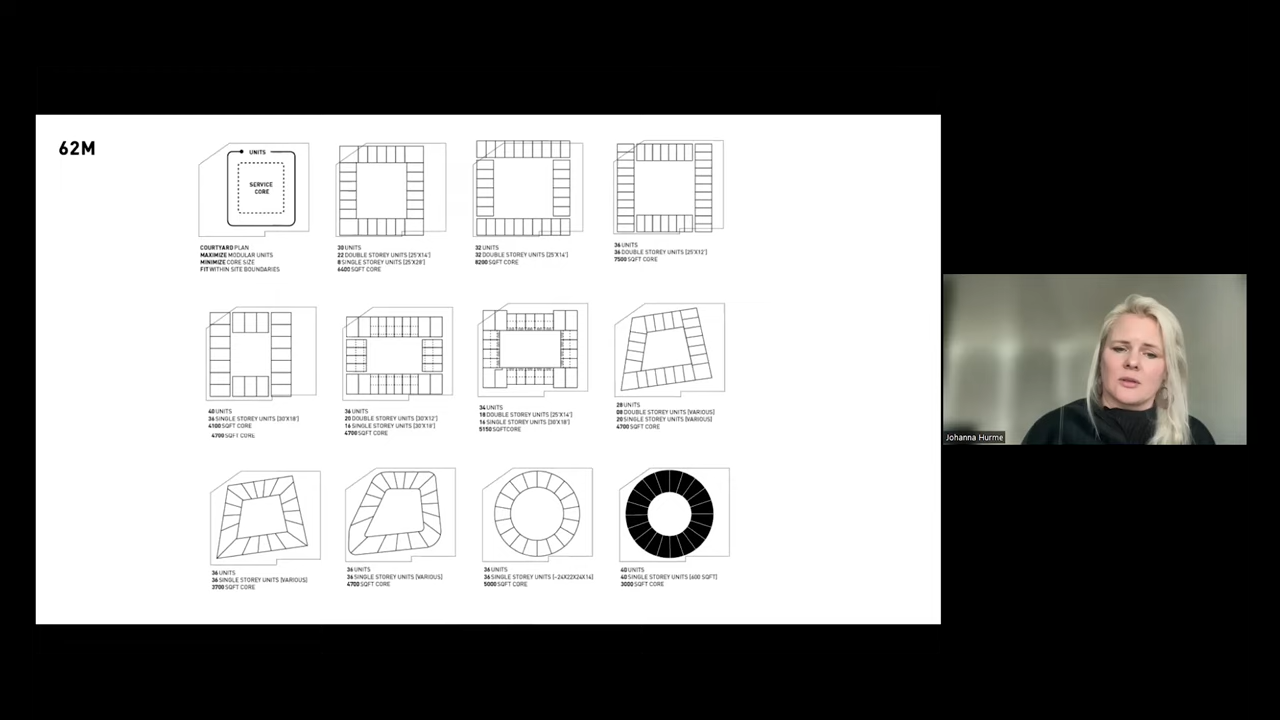 62M
UNITS
SERVICE
CORE
COURTYARD PLAN
MAXIMIZE MODULAR UNITS
MINIMIZE CORE SIZE
FIT WITHIN SITE BOUNDARIES
30 UNITS
22 DOUBLE STOREY UNITS [25'X14']
8 SINGLE STOREY UNITS [25'X28']
6400 SQFT CORE
32 UNITS
32 DOUBLE STOREY UNITS [25'X14']
8200 SQFT CORE
36 UNITS
36 DOUBLE STOREY UNITS [25'X12']
7500 SQFT CORE
40 UNITS
36 SINGLE STOREY UNITS [30'X18']
4100 SQFT CORE
4700 SQFT CORE
36 UNITS
20 DOUBLE STOREY UNITS [30'X12']
16 SINGLE STOREY UNITS [30'X18']
4700 SQFT CORE
34 UNITS
18 DOUBLE STOREY UNITS [25'X14']
16 SINGLE STOREY UNITS [30'X18']
5150 SQFTCORE
28 UNITS
08 DOUBLE STOREY UNITS [VARIOUS]
20 SINGLE STOREY UNITS [VARIOUS]
4700 SQFT CORE
36 UNITS
36 SINGLE STOREY UNITS [VARIOUS]
3700 SQFT CORE
36 UNITS
36 SINGLE STOREY UNITS [VARIOUS]
4700 SQFT CORE
36 UNITS
36 SINGLE STOREY UNITS [~24X22X24X14]
5000 SQFT CORE
40 UNITS
40 SINGLE STOREY UNITS [600 SQFT]
3000 SQFT CORE
Johanna Hurme